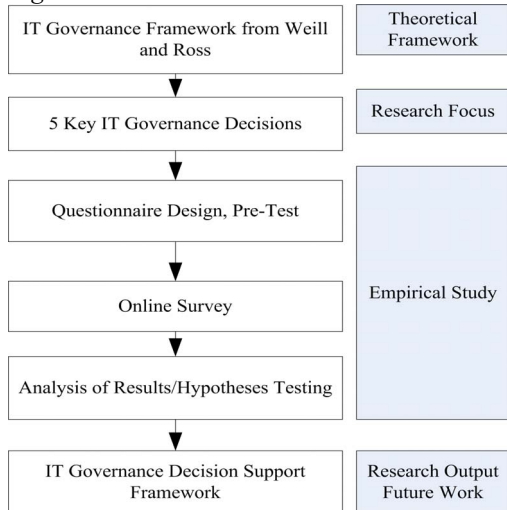 IT Governance Framework from Weill
and Ross
Theoretical
Framework
5 Key IT Governance Decisions
Research Focus
Questionnaire Design, Pre-Test
Online Survey
Empirical Study
Analysis of Results/Hypotheses Testing
IT Governance Decision Support
Framework
Research Output
Future Work